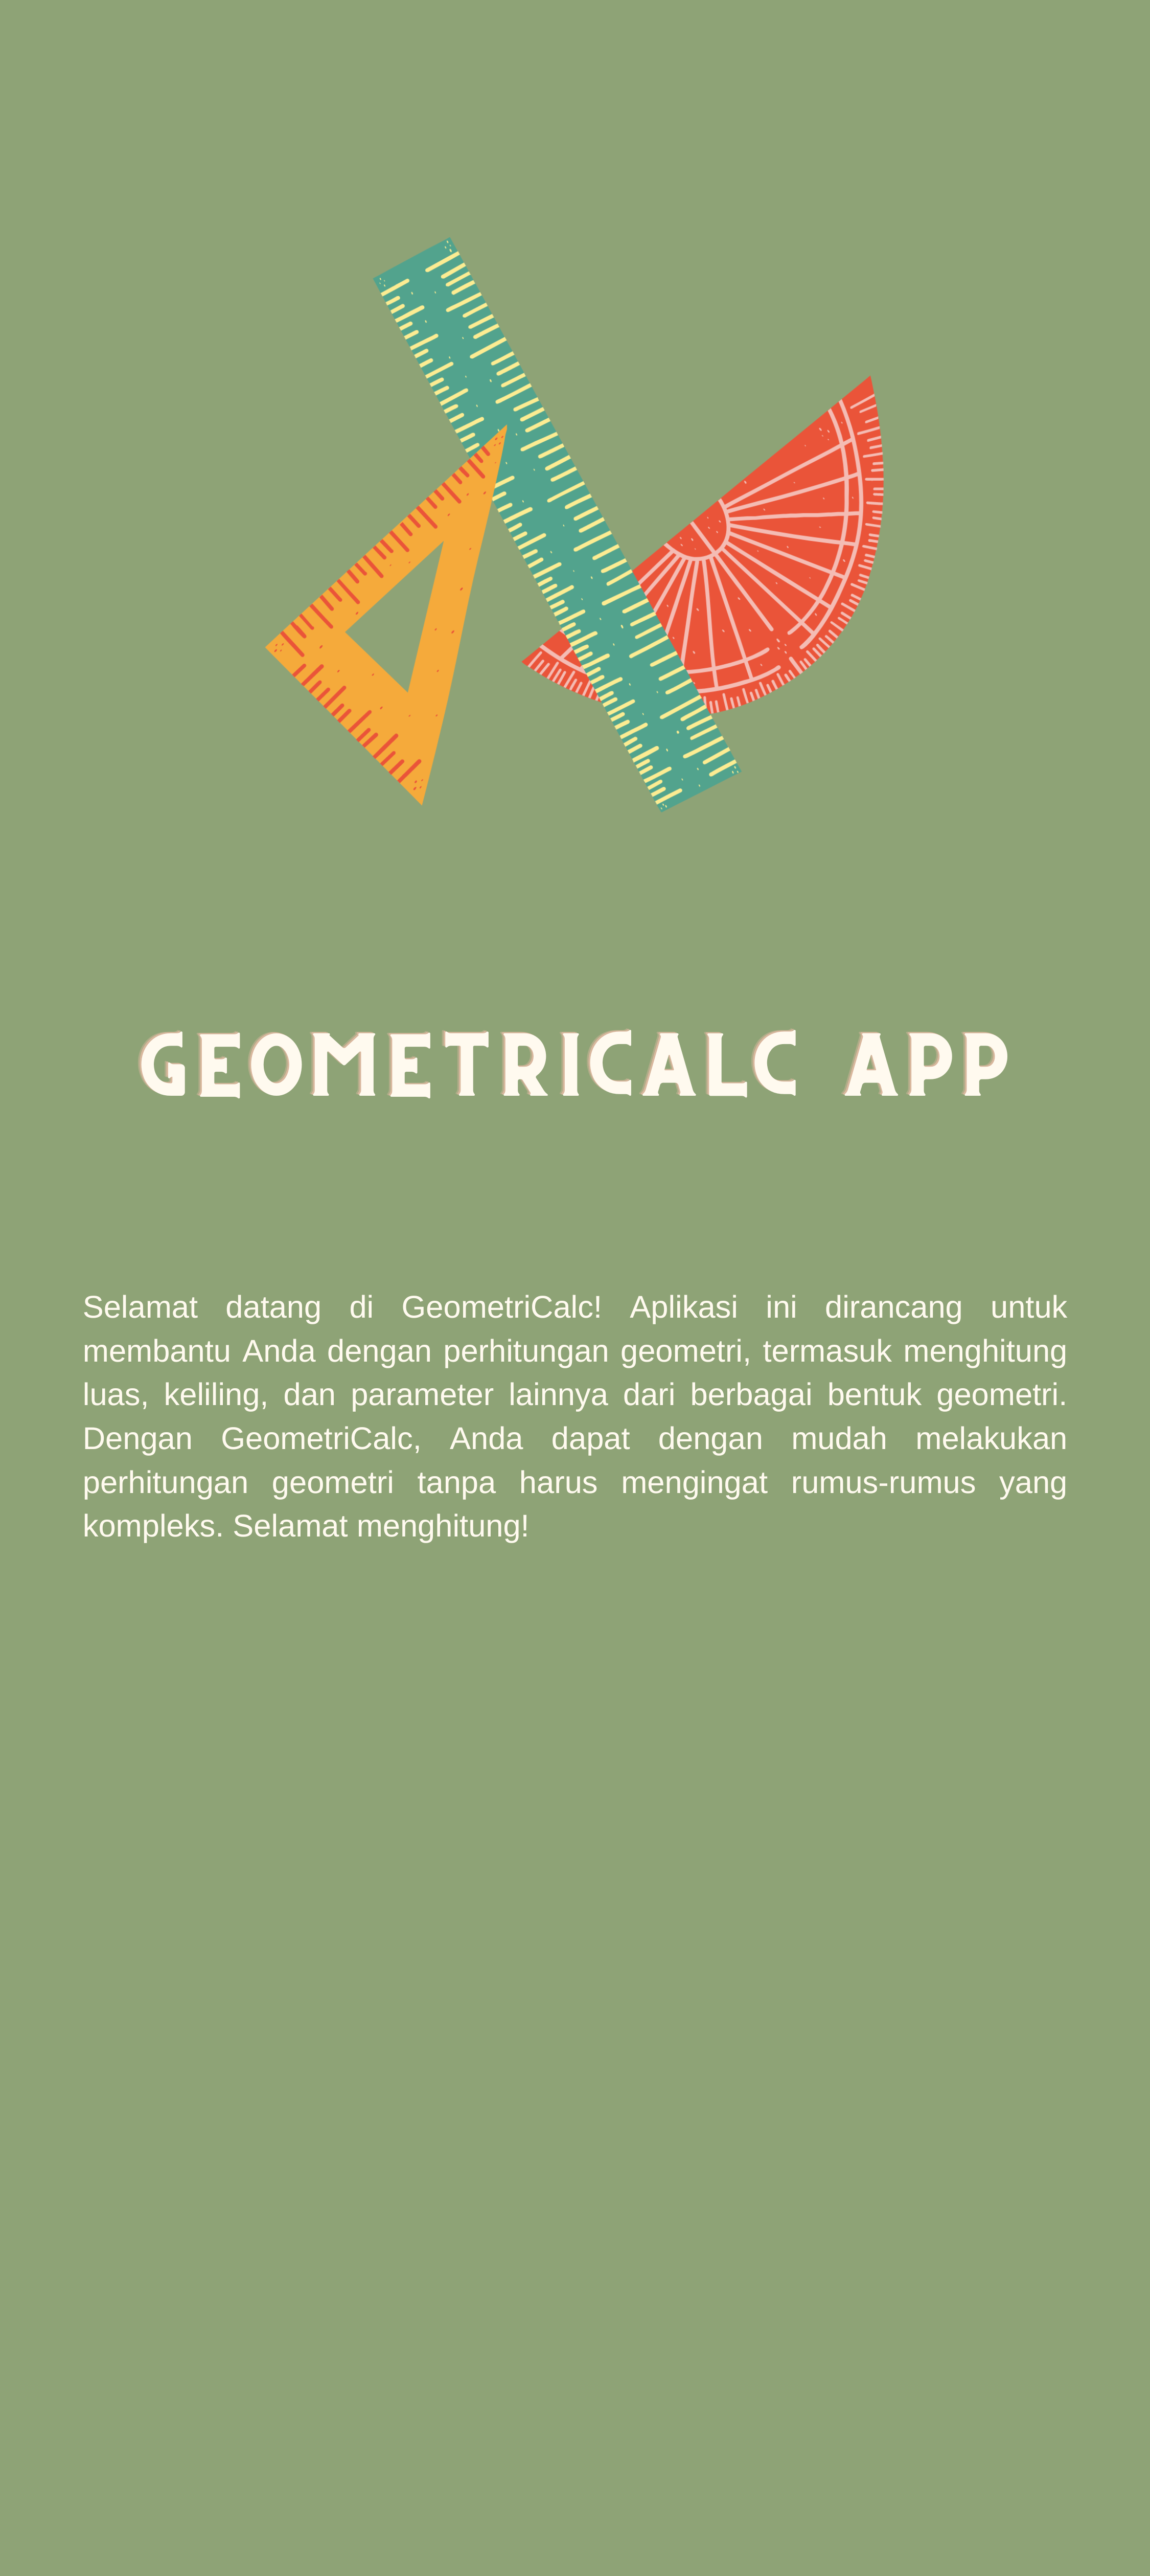 GEOMETRICALC APP
Selamat datang di GeometriCalc! Aplikasi ini dirancang untuk
membantu Anda dengan perhitungan geometri, termasuk menghitung
luas, keliling, dan parameter lainnya dari berbagai bentuk geometri.
Dengan GeometriCalc, Anda dapat dengan mudah melakukan
perhitungan geometri tanpa harus mengingat rumus-rumus yang
kompleks. Selamat menghitung!